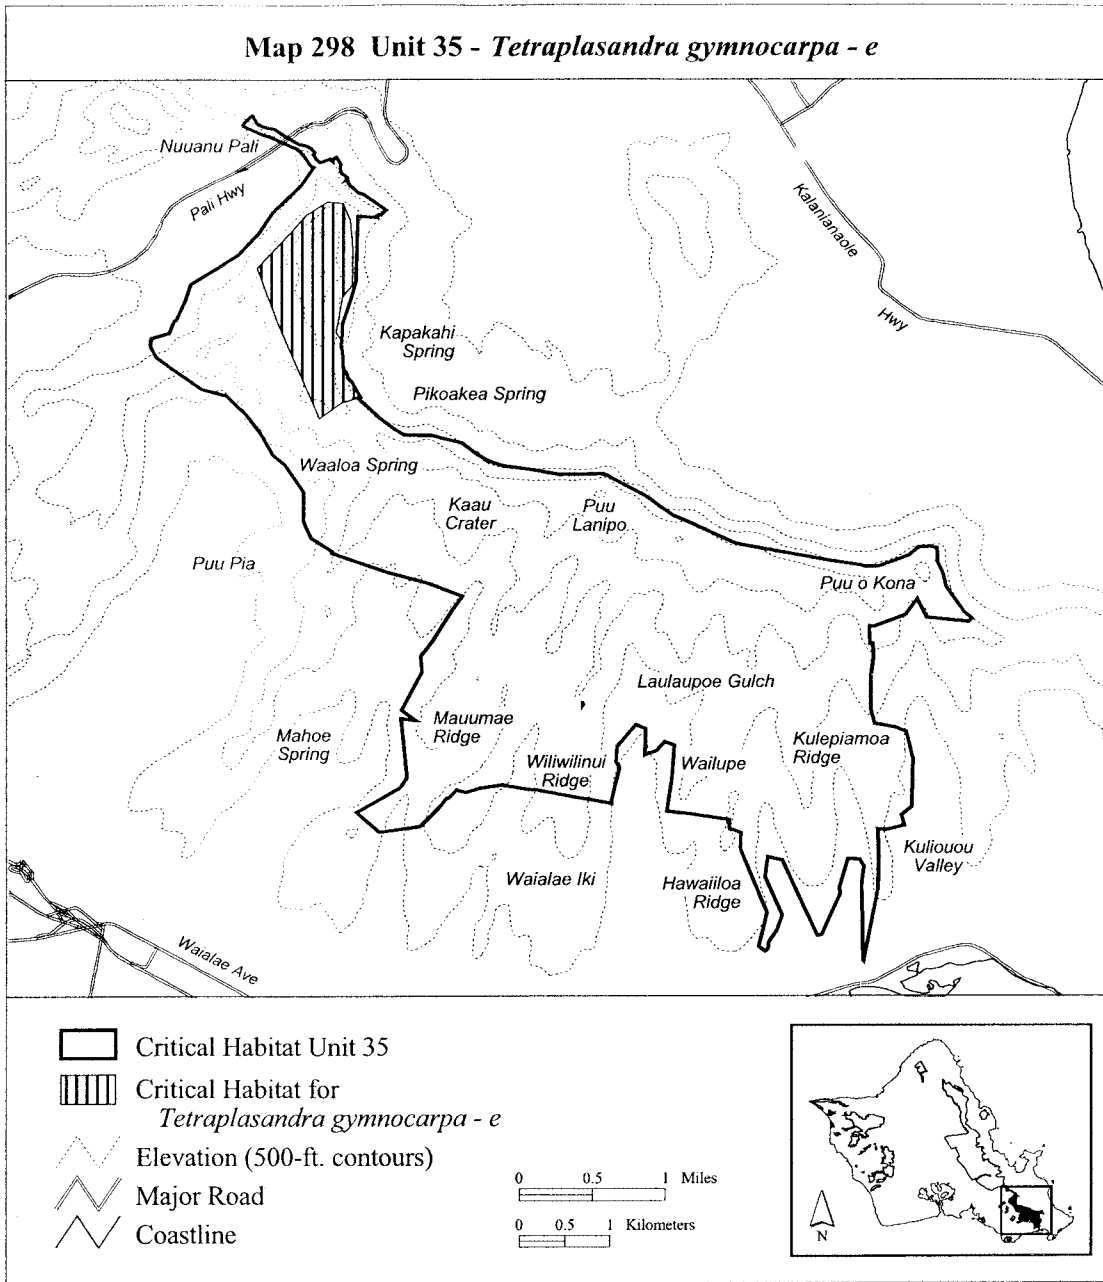 Map 298 Unit 35 - Tetraplasandra gymnocarpa - e
Nuuanu Pali
Pali Hwy
Kalanianaole
Hwy
Kapakahi
Spring
Pikoakea Spring
Waaloa Spring
Kaau
Crater
Puu
Lanipo
Puu Pia
Puu o Kona
Laulaupoe Gulch
Mahoe
Spring
Mauumae
Ridge
Wiliwilinui
Ridge
Wailupe
Kulepiamoa
Ridge
Kuliouou
Valley
Waialae Iki
Hawaiiloa
Ridge
Waialae Ave
Critical Habitat Unit 35
Critical Habitat for
Tetraplasandra gymnocarpa - e
Elevation (500-ft. contours)
Major Road
Coastline
0 0.5 1 Miles
0 0.5 1 Kilometers
N